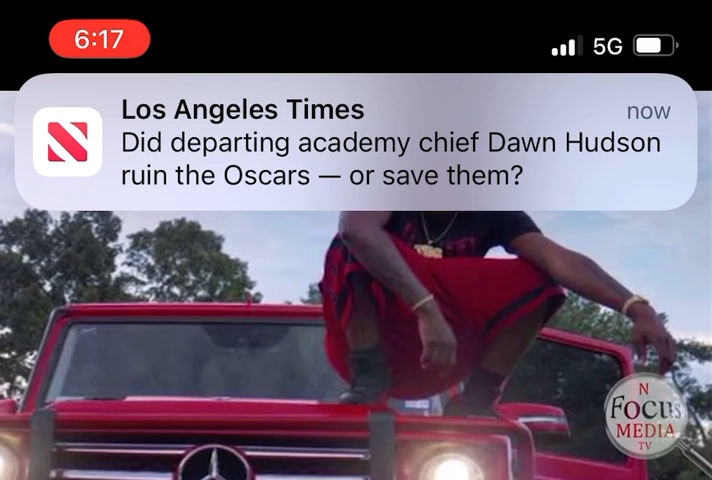 6:17
5G
Los Angeles Times
now
Did departing academy chief Dawn Hudson
ruin the Oscars — or save them?
N
Focus
MEDIA
TV